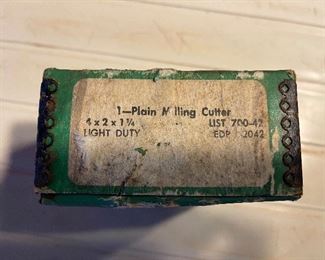 1—Plain Milling Cutter
4 x 2 x 1¼ LIST 700-42
LIGHT DUTY EDP 2042